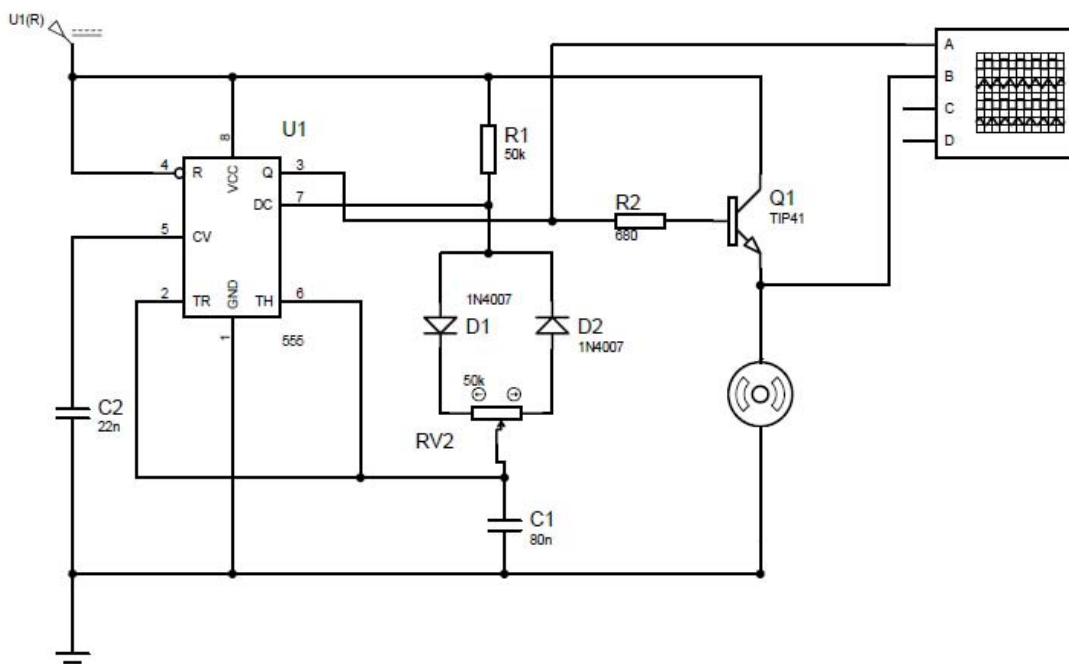 U1(R)
A
B
C
D
U1
R1
50k
8
4
R
VCC
Q
3
DC
7
R2
680
Q1
TIP41
5
CV
2
TR
GND
TH
6
1
555
1N4007
D1
D2
1N4007
50k
RV2
C2
22n
C1
80n